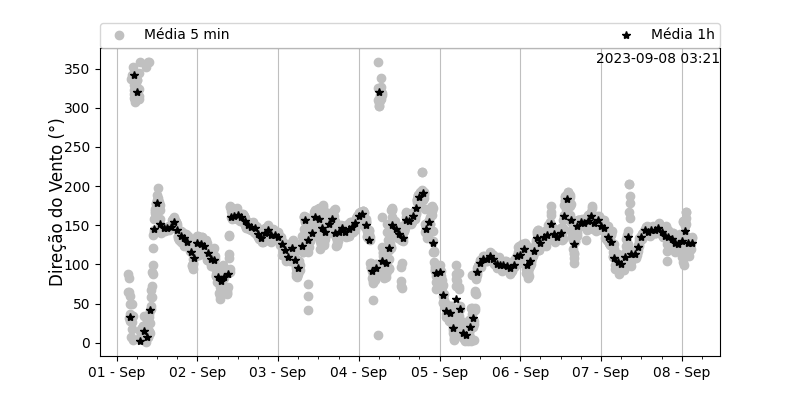 Média 5 min
Média 1h
2023-09-08 03:21
Direção do Vento (°)
350
300
250
200
150
100
50
0
01 - Sep
02 - Sep
03 - Sep
04 - Sep
05 - Sep
06 - Sep
07 - Sep
08 - Sep